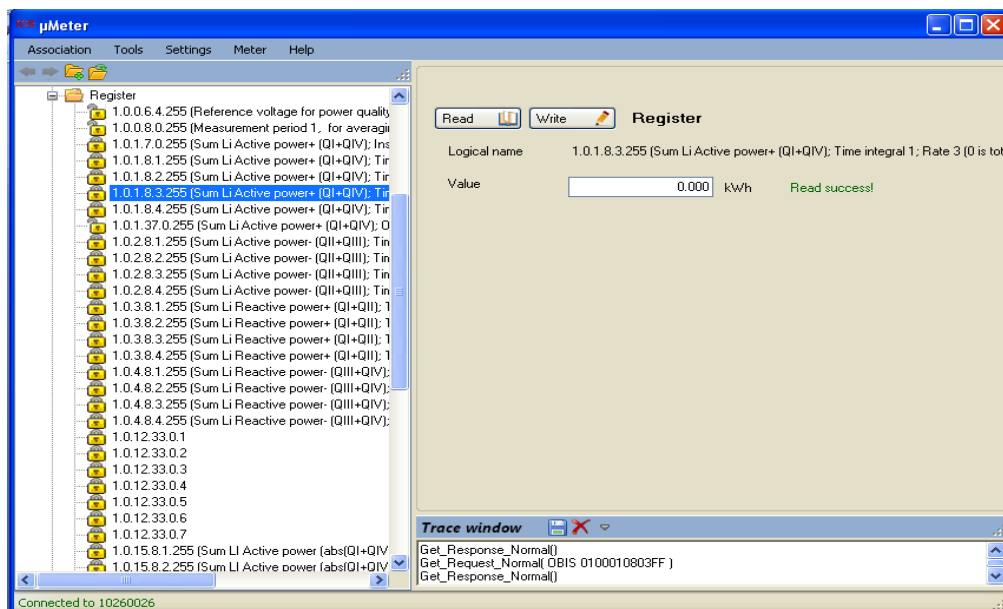 µMeter
Association Tools Settings Meter Help
Register
1.0.0.6.4.255 (Reference voltage for power quality
1.0.0.8.0.255 (Measurement period 1, for averagi
1.0.1.7.0.255 (Sum Li Active power+ (QI+QIV); Ins
1.0.1.8.1.255 (Sum Li Active power+ (QI+QIV); Tir
1.0.1.8.2.255 (Sum Li Active power+ (QI+QIV); Tir
1.0.1.8.3.255 (Sum Li Active power+ (QI+QIV); Tir
1.0.1.8.4.255 (Sum Li Active power+ (QI+QIV); Tir
1.0.1.37.0.255 (Sum Li Active power+ (QI+QIV); O
1.0.2.8.1.255 (Sum Li Active power- (QII+QIII); Tin
1.0.2.8.2.255 (Sum Li Active power- (QII+QIII); Tin
1.0.2.8.3.255 (Sum Li Active power- (QII+QIII); Tin
1.0.2.8.4.255 (Sum Li Active power- (QII+QIII); Tin
1.0.3.8.1.255 (Sum Li Reactive power+ (QI+QII); T
1.0.3.8.2.255 (Sum Li Reactive power+ (QI+QII); T
1.0.3.8.3.255 (Sum Li Reactive power+ (QI+QII); T
1.0.3.8.4.255 (Sum Li Reactive power+ (QI+QII); T
1.0.4.8.1.255 (Sum Li Reactive power- (QIII+QIV);
1.0.4.8.2.255 (Sum Li Reactive power- (QIII+QIV);
1.0.4.8.3.255 (Sum Li Reactive power- (QIII+QIV);
1.0.4.8.4.255 (Sum Li Reactive power- (QIII+QIV);
1.0.12.33.0.1
1.0.12.33.0.2
1.0.12.33.0.3
1.0.12.33.0.4
1.0.12.33.0.5
1.0.12.33.0.6
1.0.12.33.0.7
1.0.15.8.1.255 (Sum LI Active power (abs(QI+QIV
1.0.15.8.2.255 (Sum LI Active power (abs(QI+QIV
Read Write Register
Logical name 1.0.1.8.3.255 (Sum Li Active power+ (QI+QIV); Time integral 1; Rate 3 (0 is tot
Value 0.000 kWh Read success!
Trace window
Get_Response_Normal()
Get_Request_Normal( OBIS 0100010803FF )
Get_Response_Normal()
Connected to 10260026